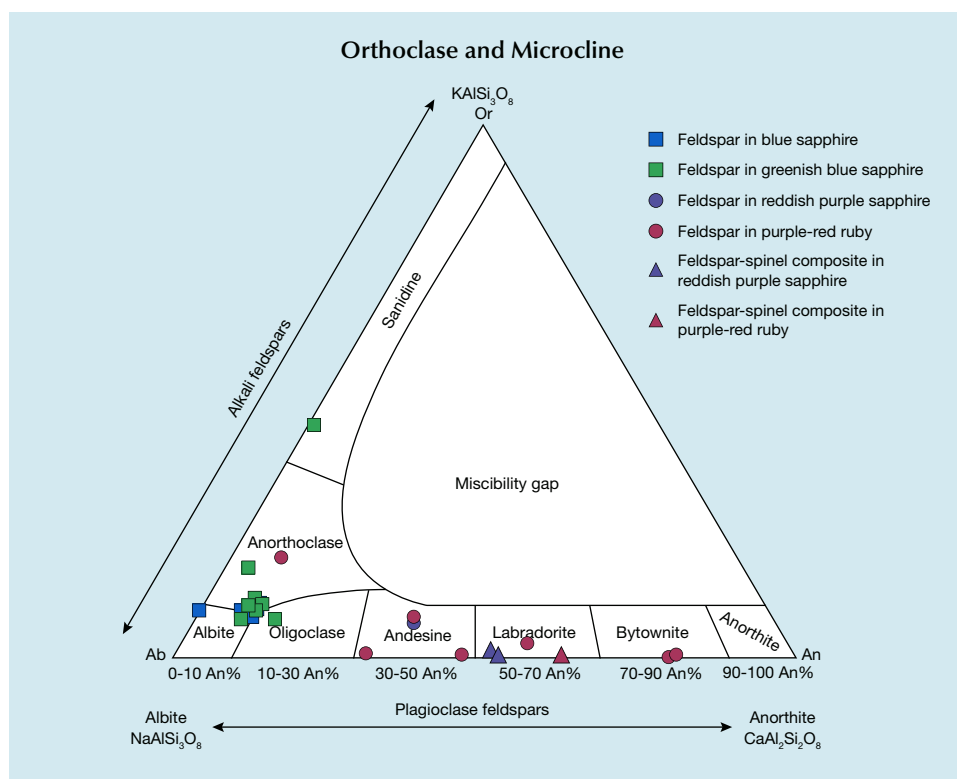 Orthoclase and Microcline
KAlSi₃O₈
Or
Feldspar in blue sapphire
Feldspar in greenish blue sapphire
Feldspar in reddish purple sapphire
Feldspar in purple-red ruby
Feldspar-spinel composite in
reddish purple sapphire
Feldspar-spinel composite in
purple-red ruby
Alkali feldspars
Sanidine
Miscibility gap
Anorthoclase
Albite
Oligoclase
Andesine
Labradorite
Bytownite
Anorthite
Ab
An
0-10 An%
10-30 An%
30-50 An%
50-70 An%
70-90 An%
90-100 An%
Plagioclase feldspars
Albite
NaAlSi₃O₈
Anorthite
CaAl₂Si₂O₈